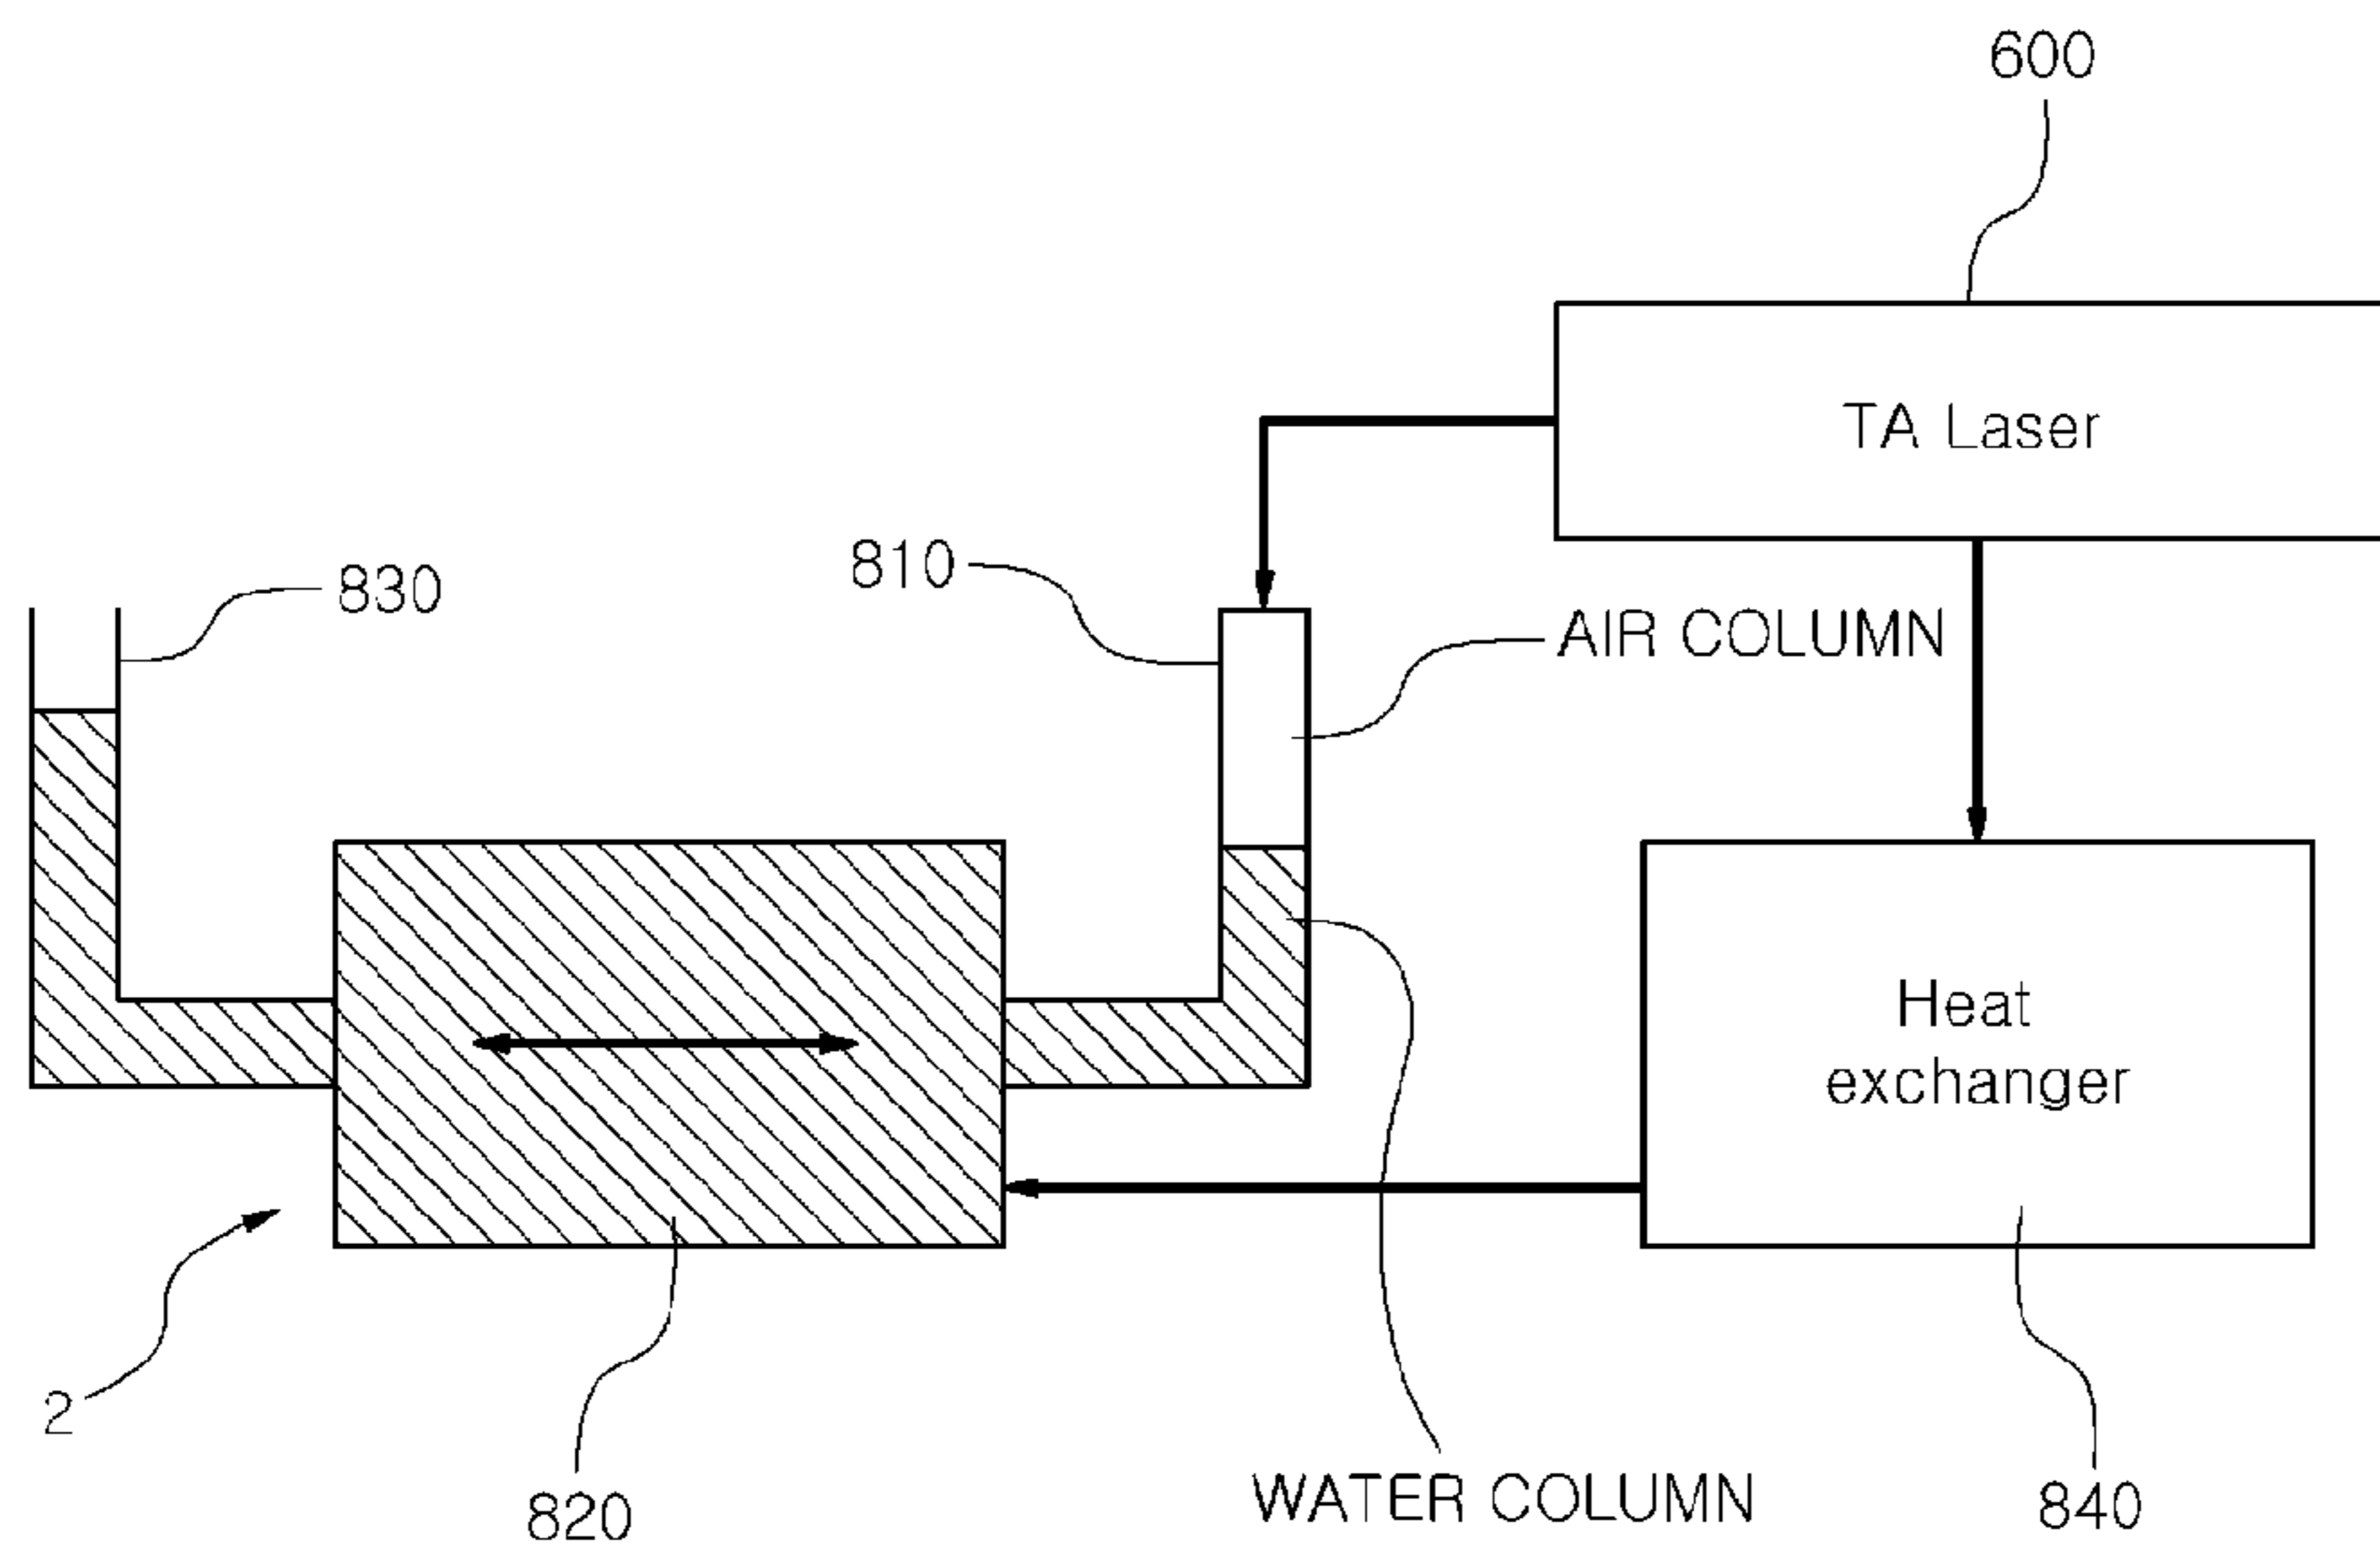 600
TA Laser
830
810
AIR COLUMN
Heat
exchanger
2
820
WATER COLUMN
840